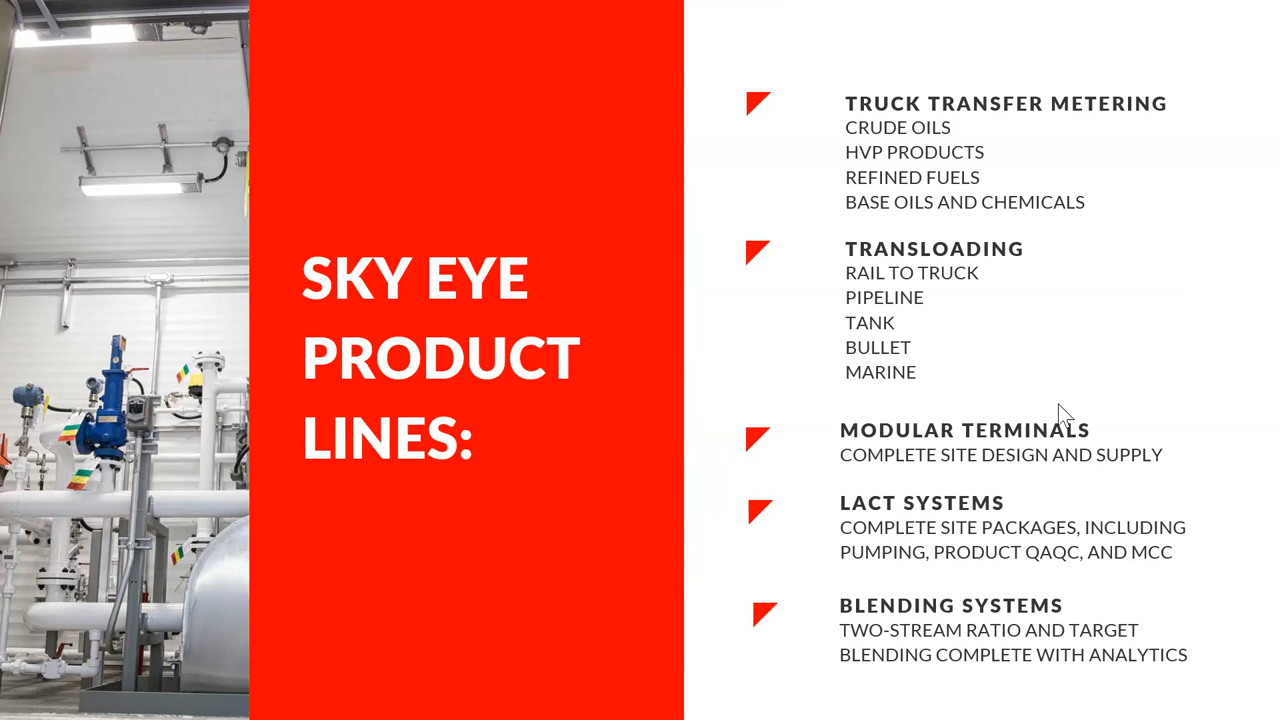 SKY EYE
PRODUCT
LINES:
TRUCK TRANSFER METERING
CRUDE OILS
HVP PRODUCTS
REFINED FUELS
BASE OILS AND CHEMICALS
TRANSLOADING
RAIL TO TRUCK
PIPELINE
TANK
BULLET
MARINE
MODULAR TERMINALS
COMPLETE SITE DESIGN AND SUPPLY
LACT SYSTEMS
COMPLETE SITE PACKAGES, INCLUDING
PUMPING, PRODUCT QAQC, AND MCC
BLENDING SYSTEMS
TWO-STREAM RATIO AND TARGET
BLENDING COMPLETE WITH ANALYTICS